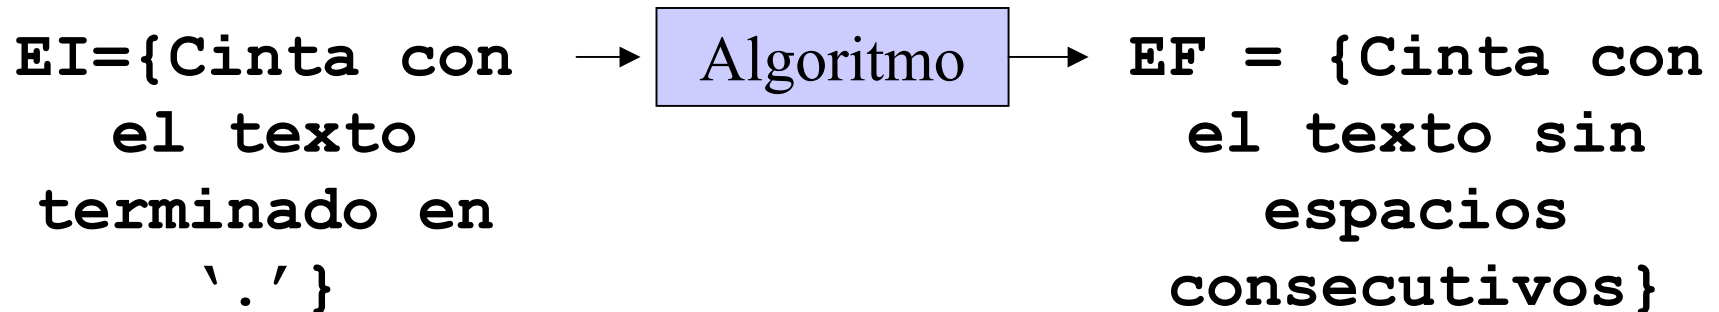 EI={Cinta con
el texto
terminado en
‘.’}
Algoritmo
EF = {Cinta con
el texto sin
espacios
consecutivos}